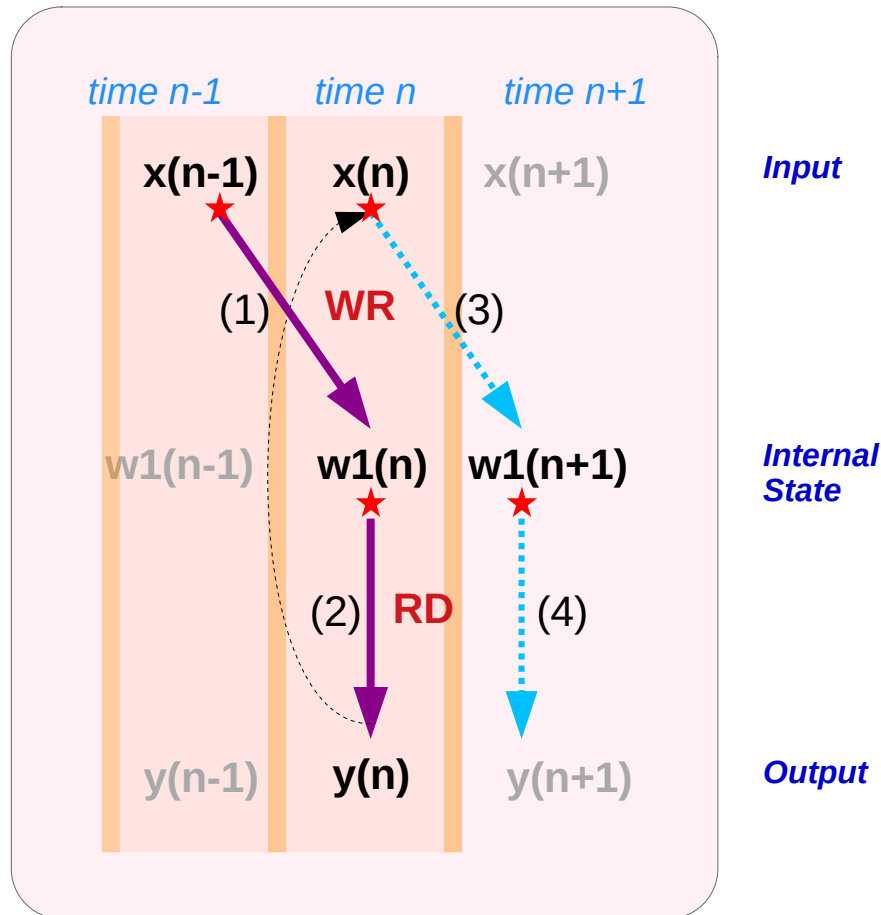 time n-1 time n time n+1
x(n-1) x(n) x(n+1) Input
(1) WR (3)
w1(n-1) w1(n) w1(n+1) Internal
State
(2) RD (4)
y(n-1) y(n) y(n+1) Output